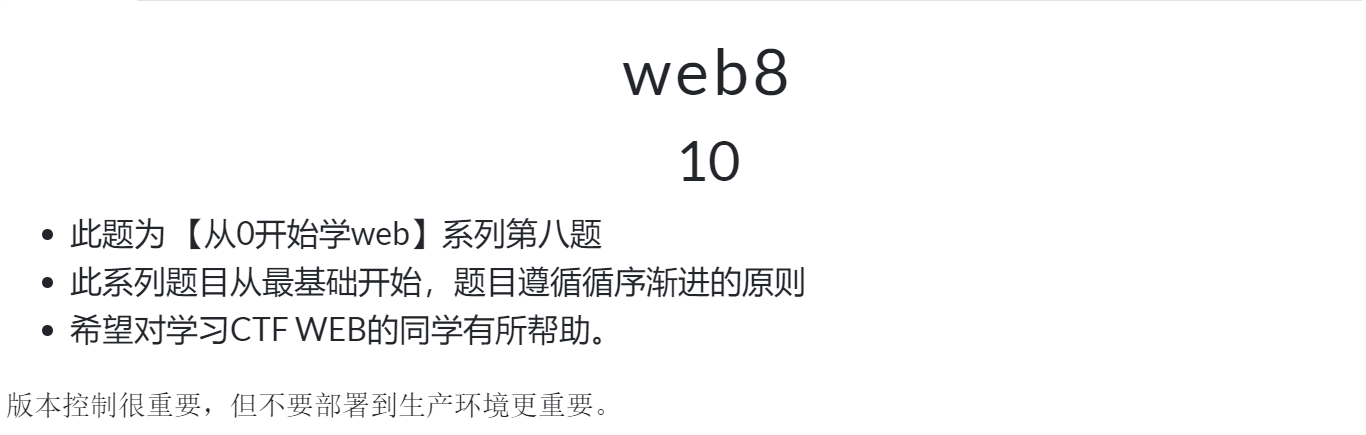 web8
10
此题为 【从0开始学web】系列第八题
此系列题目从最基础开始，题目遵循循序渐进的原则
希望对学习CTF WEB的同学有所帮助。
版本控制很重要，但不要部署到生产环境更重要。